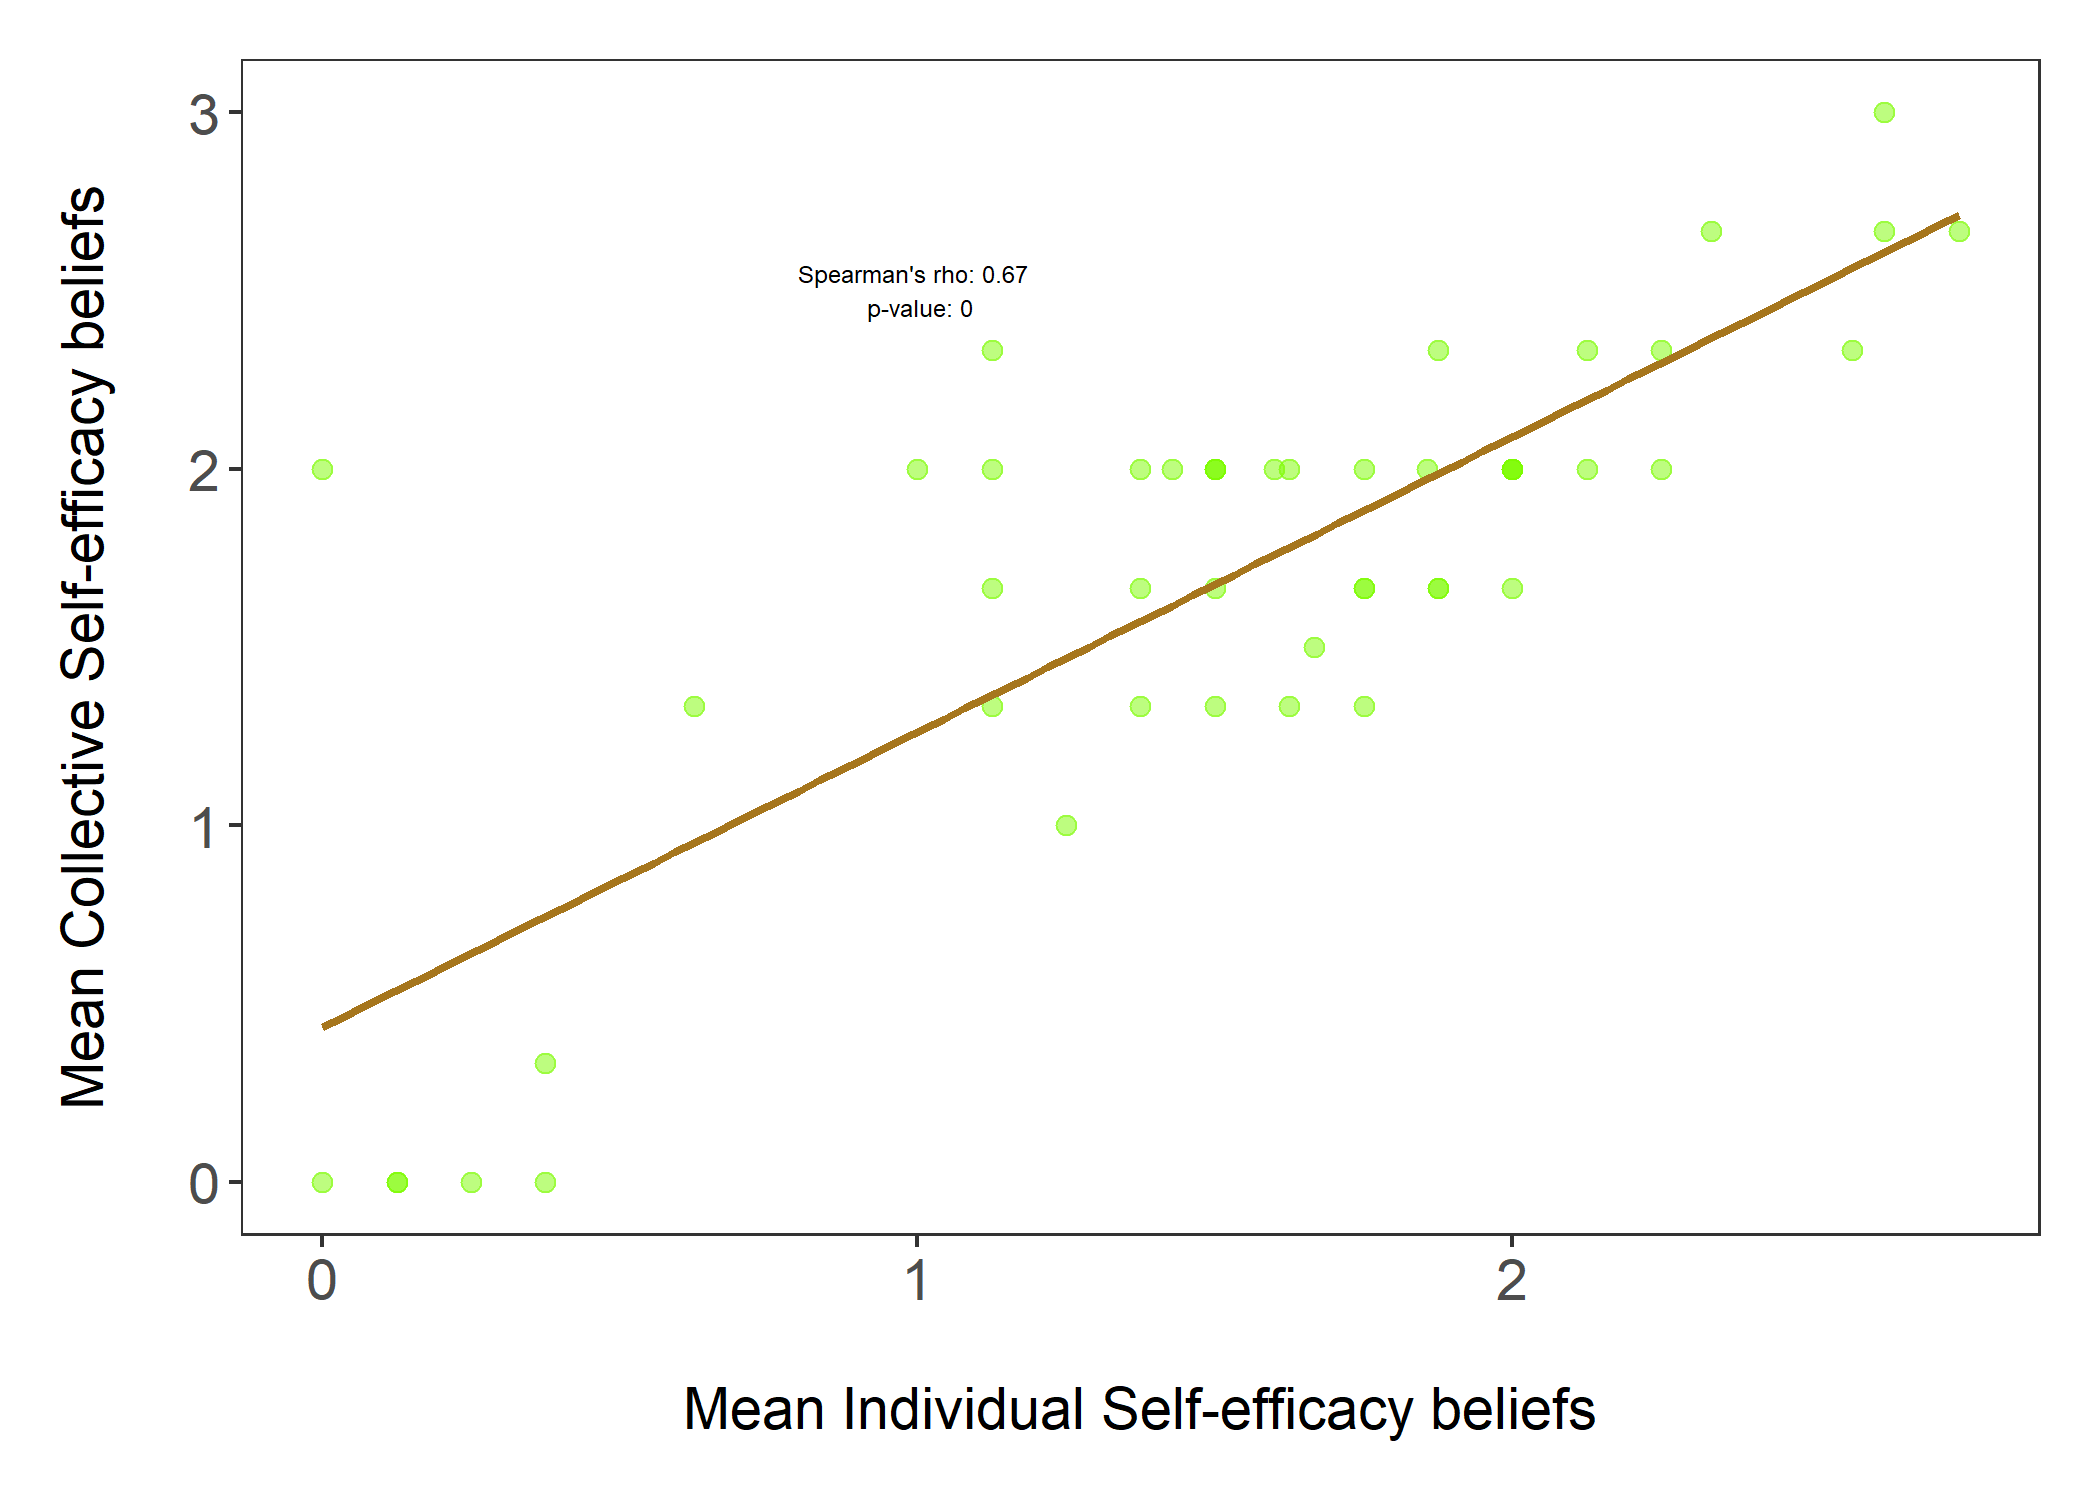 3
2
1
0
Mean Collective Self-efficacy beliefs
Spearman's rho: 0.67
p-value: 0
0 1 2
Mean Individual Self-efficacy beliefs